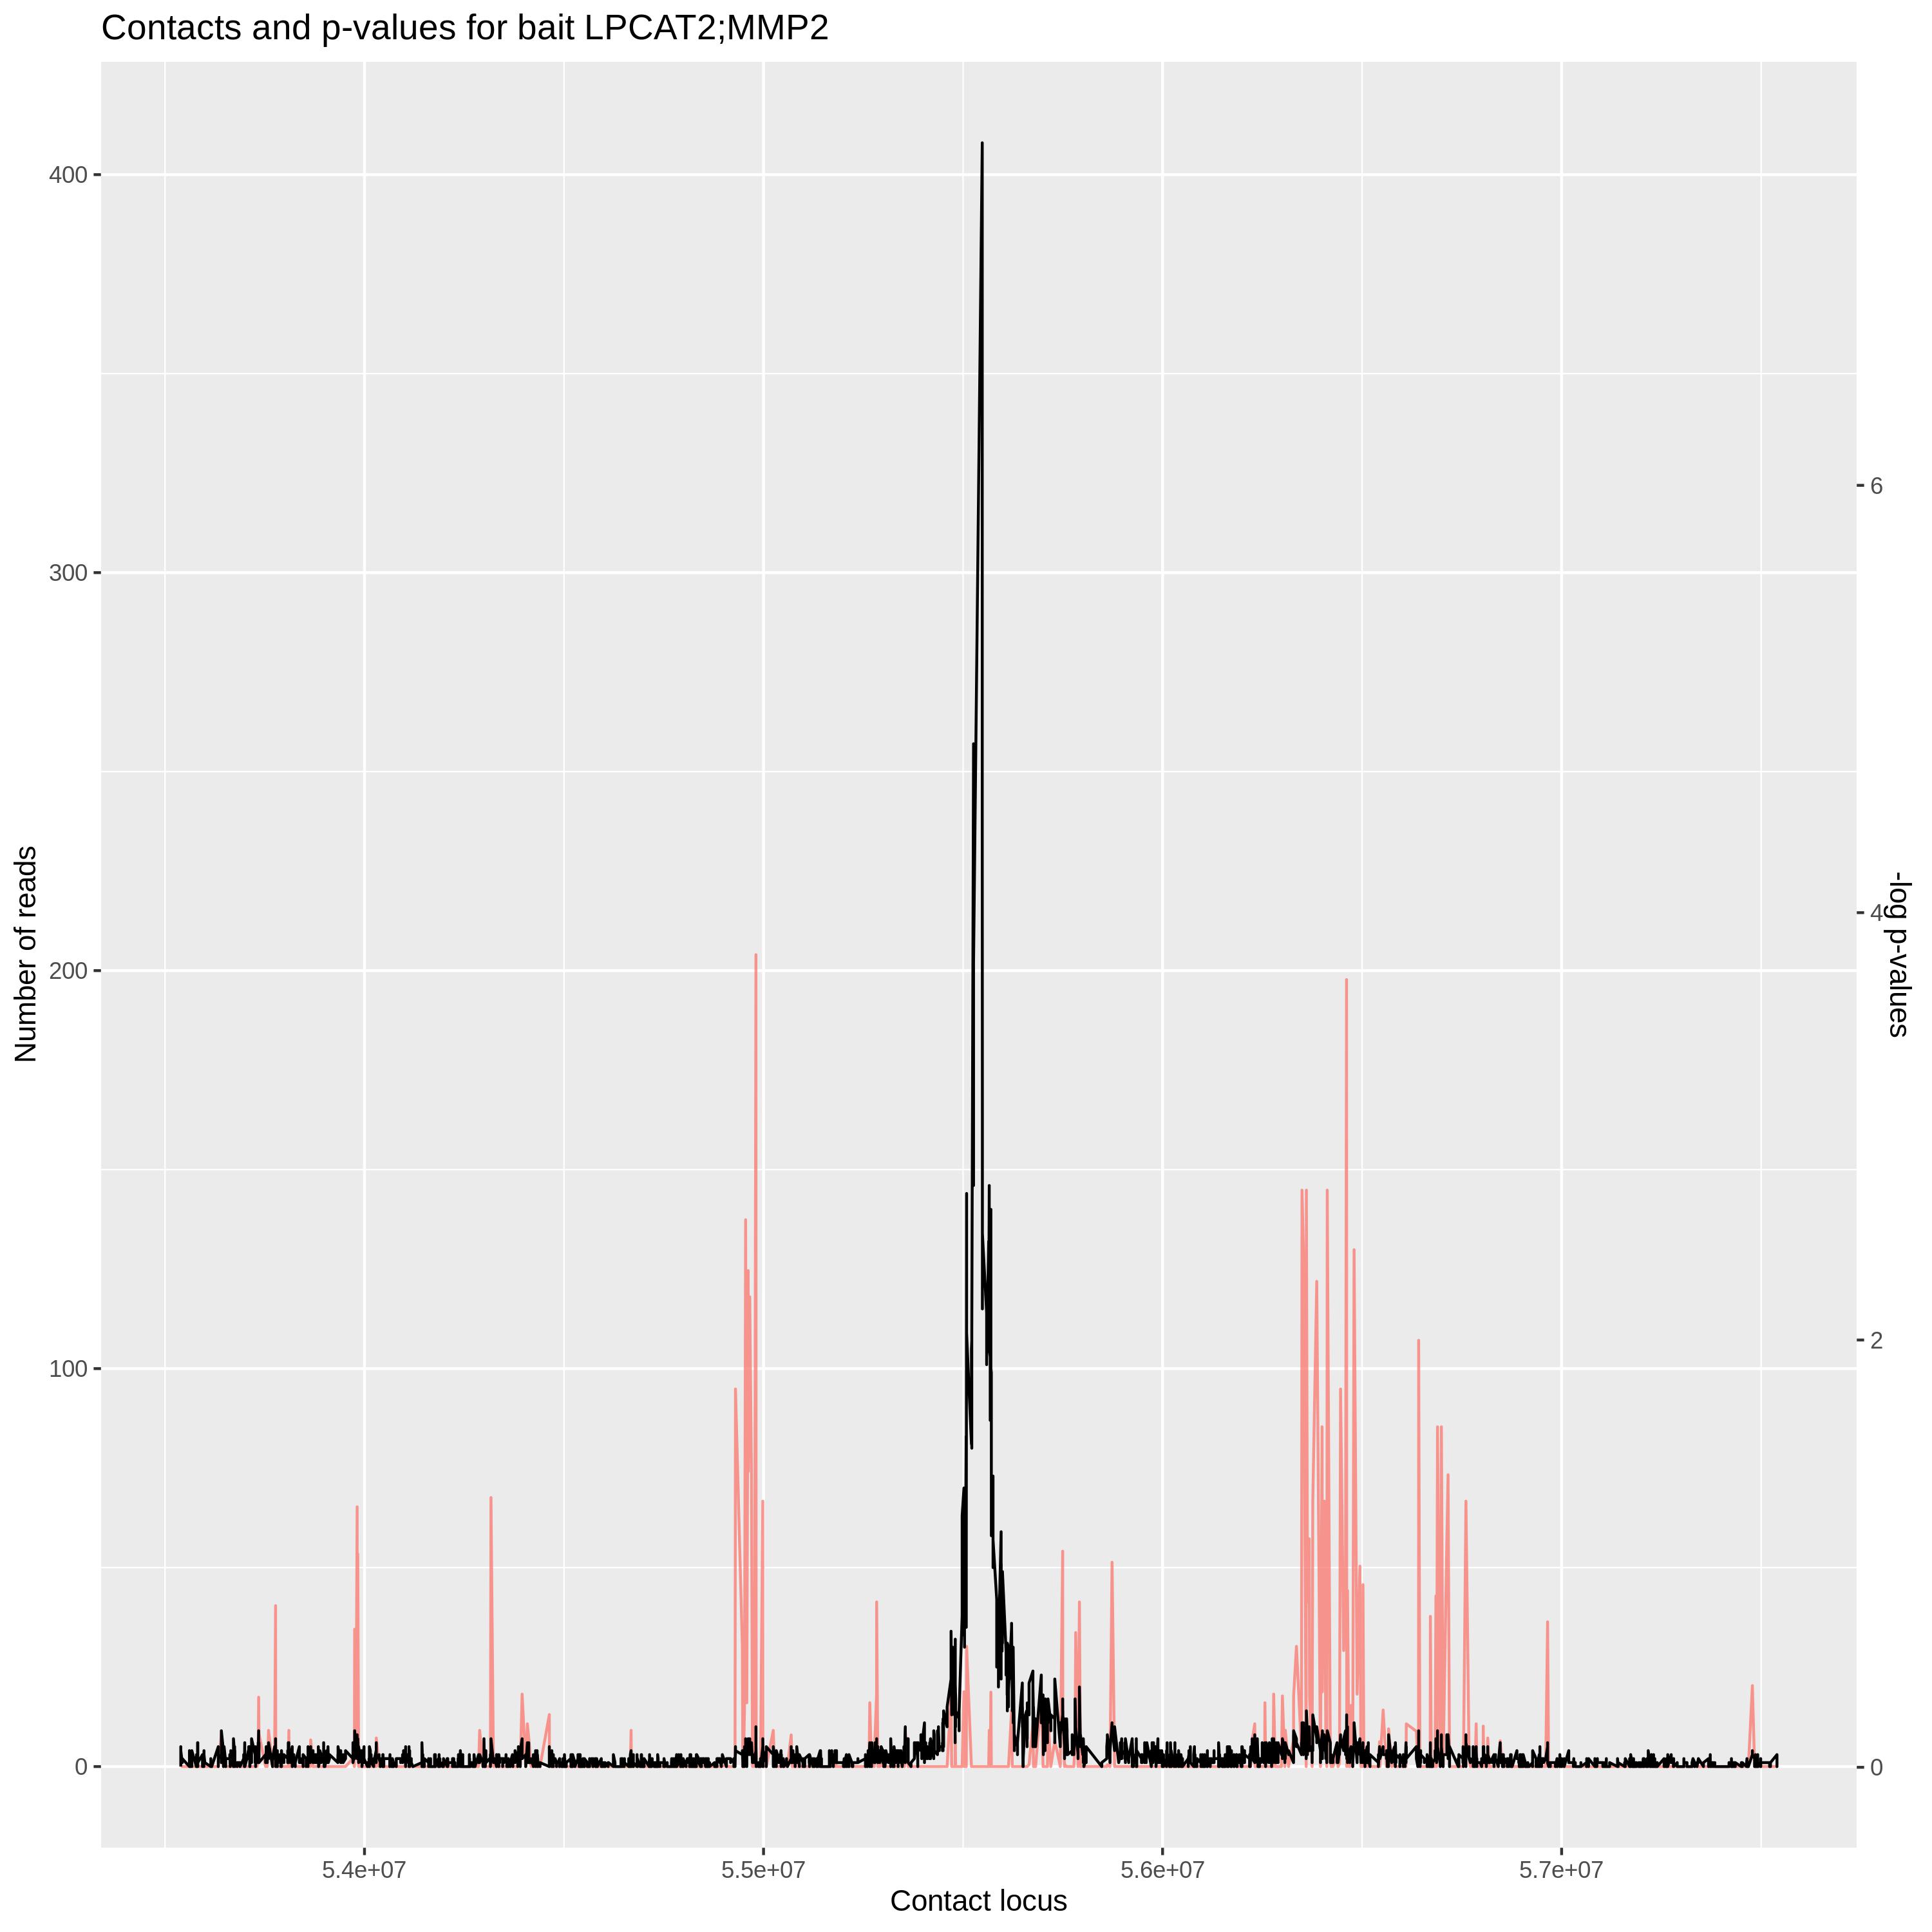 Contacts and p-values for bait LPCAT2;MMP2
Number of reads
400
300
200
100
0
6
4
2
0
-log p-values
5.4e+07
5.5e+07
5.6e+07
5.7e+07
Contact locus